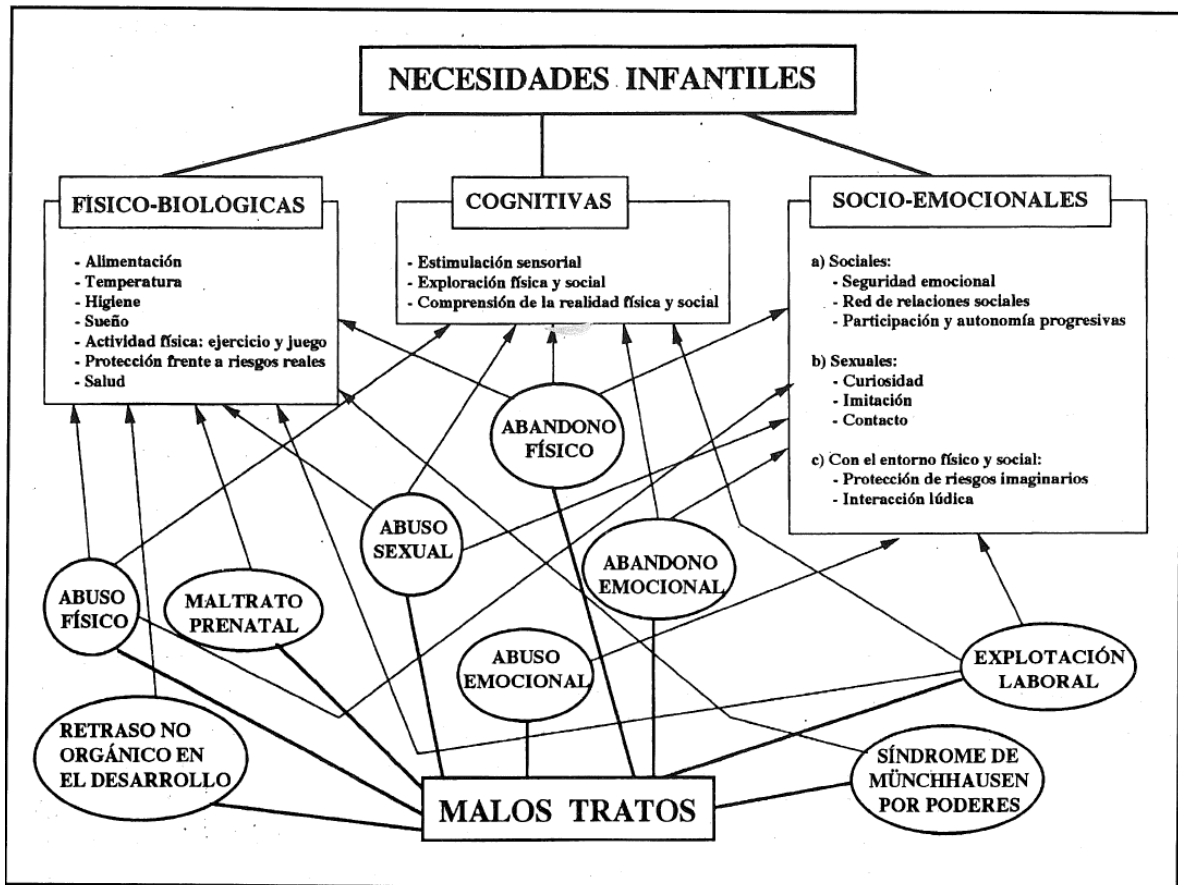 NECESIDADES INFANTILES
FÍSICO-BIOLÓGICAS
- Alimentación
- Temperatura
- Higiene
- Sueño
- Actividad física: ejercicio y juego
- Protección frente a riesgos reales
- Salud
COGNITIVAS
- Estimulación sensorial
- Exploración física y social
- Comprensión de la realidad física y social
SOCIO-EMOCIONALES
a) Sociales:
- Seguridad emocional
- Red de relaciones sociales
- Participación y autonomía progresivas
b) Sexuales:
- Curiosidad
- Imitación
- Contacto
c) Con el entorno físico y social:
- Protección de riesgos imaginarios
- Interacción lúdica
ABANDONO
FÍSICO
ABUSO
SEXUAL
ABANDONO
EMOCIONAL
ABUSO
FÍSICO
MALTRATO
PRENATAL
ABUSO
EMOCIONAL
EXPLOTACIÓN
LABORAL
RETRASO NO
ORGÁNICO EN
EL DESARROLLO
SÍNDROME DE
MÜNCHHAUSEN
POR PODERES
MALOS TRATOS